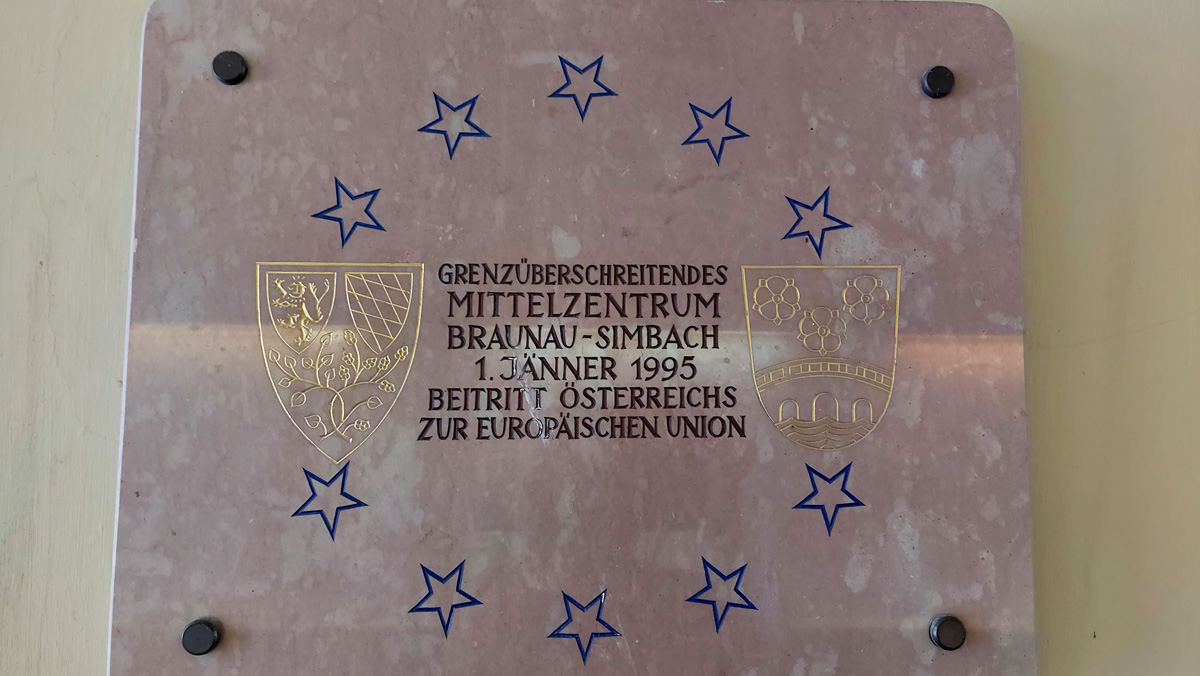 GRENZÜBERSCHREITENDES
MITTELZENTRUM
BRAUNAU-SIMBACH
1. JÄNNER 1995
BEITRITT ÖSTERREICHS
ZUR EUROPÄISCHEN UNION